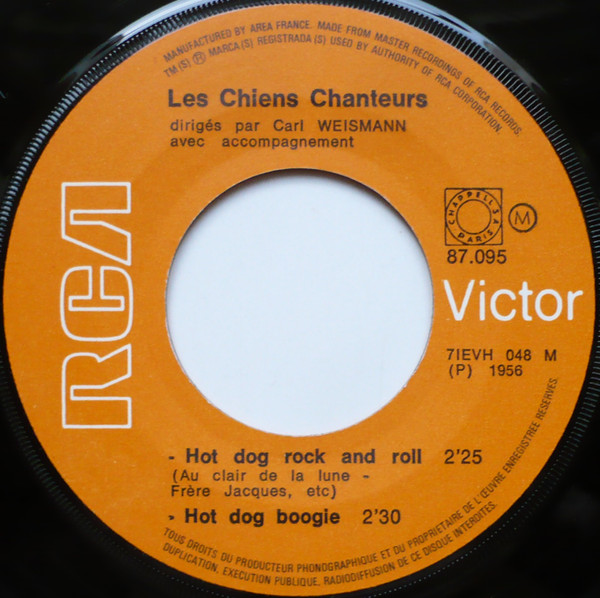 MANUFACTURED BY AREA FRANCE. MADE FROM MASTER RECORDINGS OF RCA RECORDS.
TM (S) ® MARCA (S) REGISTRADA (S) USED BY AUTHORITY OF RCA CORPORATION.
Les Chiens Chanteurs
dirigés par Carl WEISMANN
avec accompagnement
RCA
CHAPPELL S.A
PARIS
M
87.095
Victor
7IEVH 048 M
(P) 1956
- Hot dog rock and roll 2'25
(Au clair de la lune -
Frère Jacques, etc)
- Hot dog boogie 2'30
TOUS DROITS DU PRODUCTEUR PHONOGRAPHIQUE ET DU PROPRIETAIRE DE L'ŒUVRE ENREGISTREE RESERVES.
DUPLICATION, EXECUTION PUBLIQUE, RADIODIFFUSION DE CE DISQUE INTERDITES.